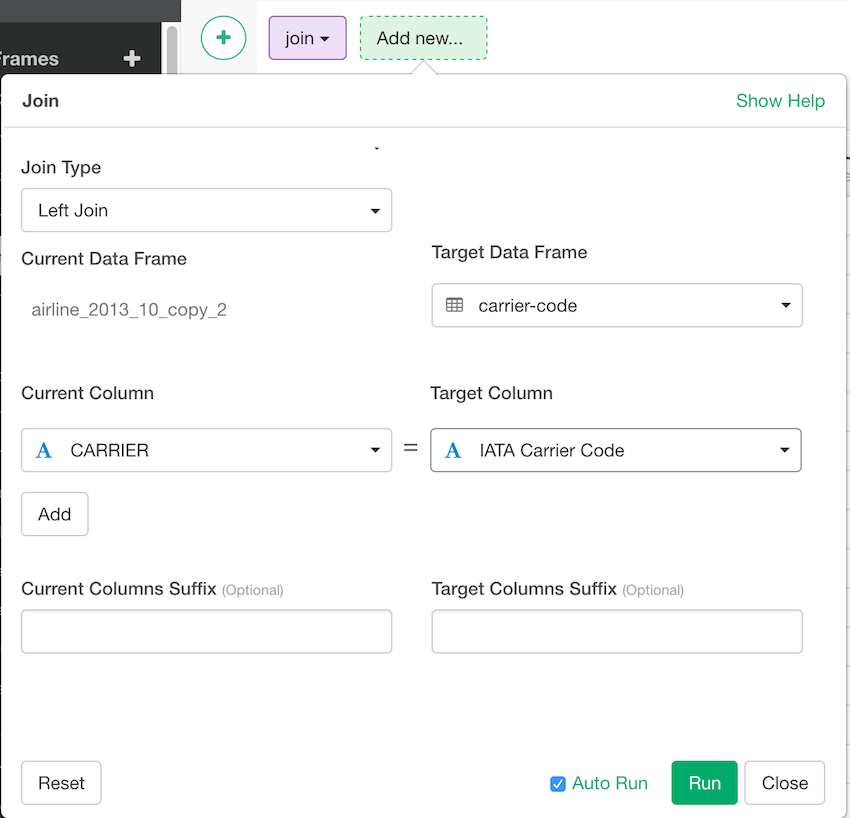 Frames
+
+
join
Add new...
Join
Show Help
Join Type
Left Join
Current Data Frame
Target Data Frame
airline_2013_10_copy_2
carrier-code
Current Column
Target Column
A CARRIER
=
A IATA Carrier Code
Add
Current Columns Suffix (Optional)
Target Columns Suffix (Optional)
Reset
Auto Run
Run
Close